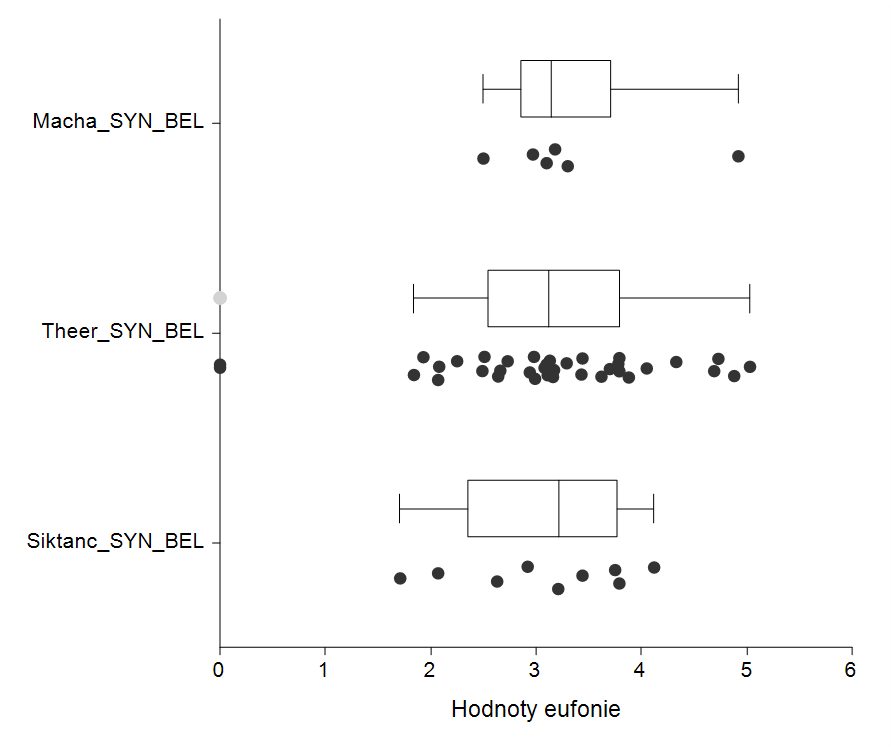 Macha_SYN_BEL
Theer_SYN_BEL
Siktanc_SYN_BEL
0 1 2 3 4 5 6
Hodnoty eufonie